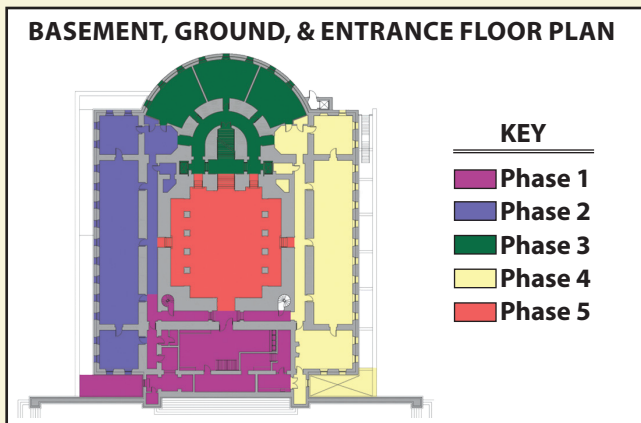 BASEMENT, GROUND, & ENTRANCE FLOOR PLAN
KEY
Phase 1
Phase 2
Phase 3
Phase 4
Phase 5